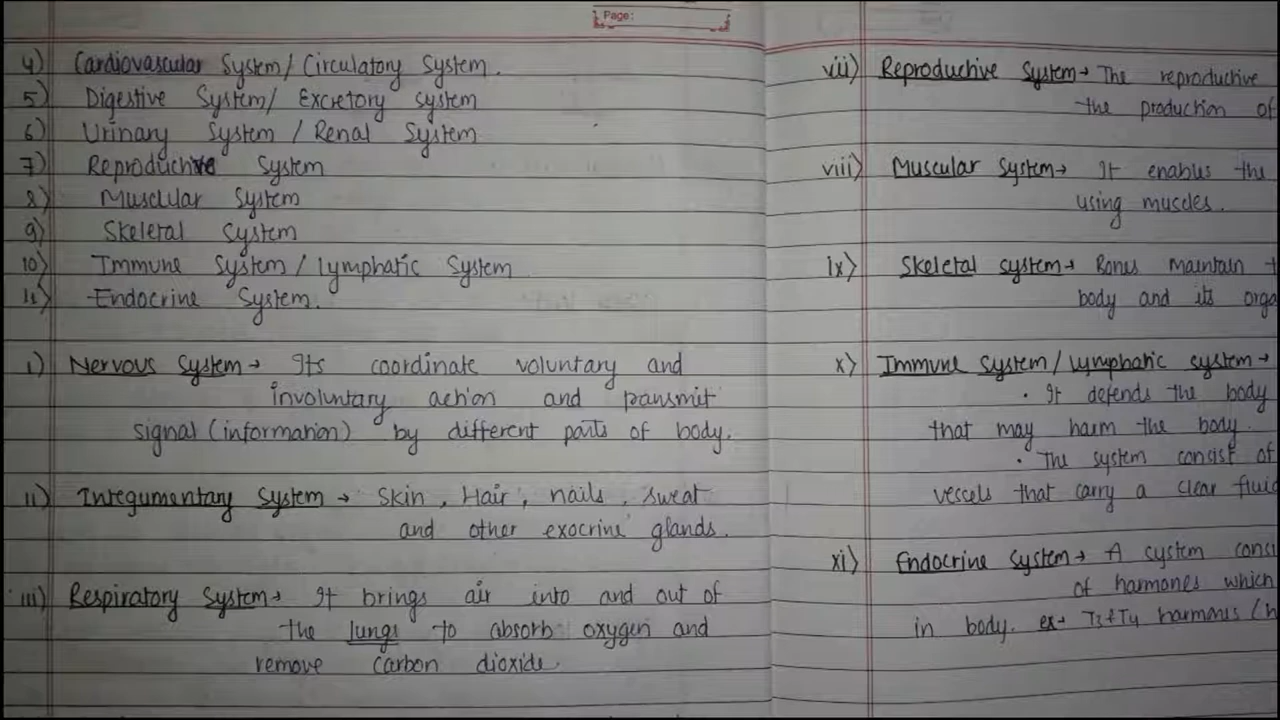 Page:
4) Cardiovascular System/ Circulatory System.
5) Digestive System/ Excretory system
6) Urinary System / Renal System
7) Reproductive System
8) Muscular System
9) Skeletal System
10) Immune System / lymphatic System
11) Endocrine System.
i) Nervous System → Its coordinate voluntary and
involuntary action and transmit
signal (information) by different parts of body.
ii) Integumentary System → Skin, Hair, nails, sweat
and other exocrine glands.
iii) Respiratory System → It brings air into and out of
the lungs to absorb oxygen and
remove carbon dioxide.
vii) Reproductive System → The reproductive
the production of
viii) Muscular System → It enables the
using muscles.
ix) Skeletal system → Bones maintain
body and its
x) Immune System / lymphatic system →
• It defends the body
that may harm the body.
• The system consist of
vessels that carry a clear fluid
xi) Endocrine System → A system
of harmones which
in body. ex→ T3+T4 harmones